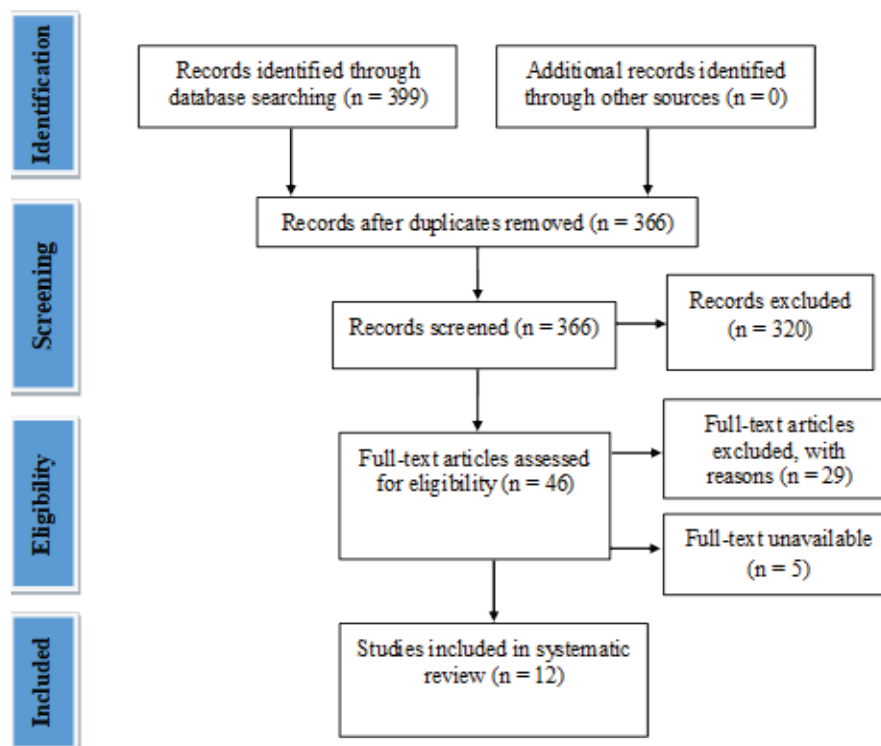 Identification
Records identified through
database searching (n = 399)
Additional records identified
through other sources (n = 0)
Screening
Records after duplicates removed (n = 366)
Records screened (n = 366)
Records excluded
(n = 320)
Eligibility
Full-text articles assessed
for eligibility (n = 46)
Full-text articles
excluded, with
reasons (n = 29)
Full-text unavailable
(n = 5)
Included
Studies included in systematic
review (n = 12)